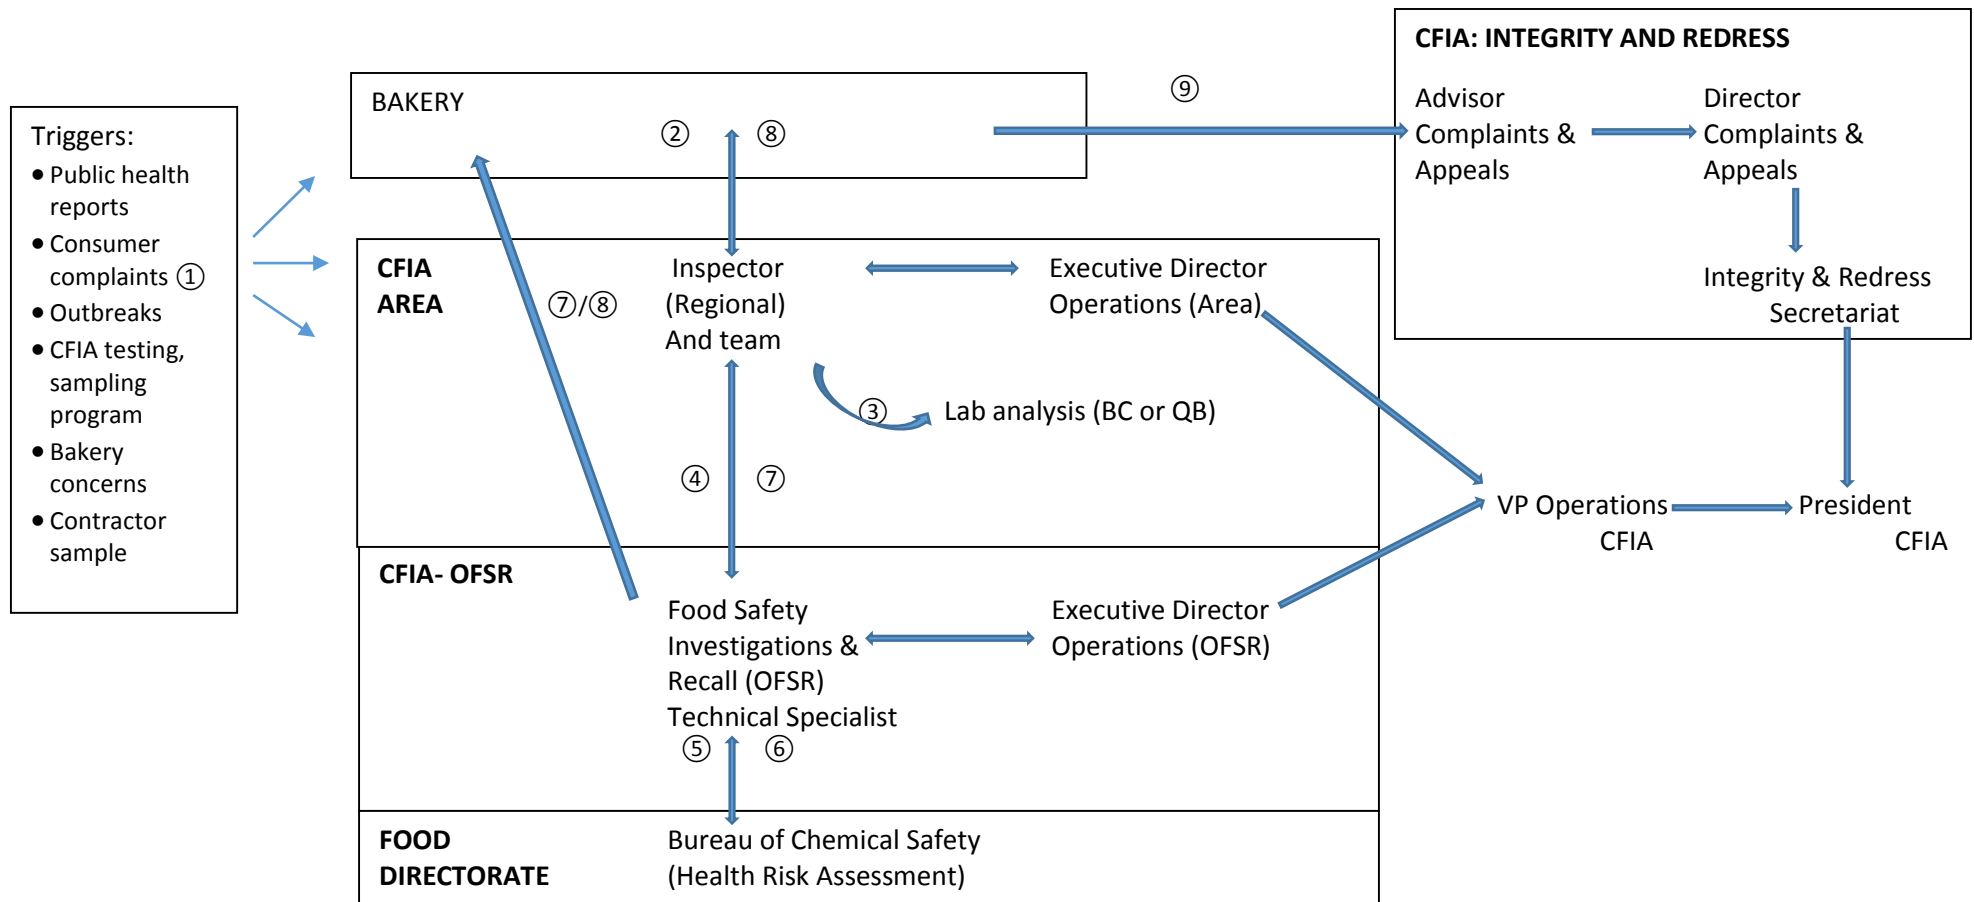 Triggers:
• Public health
reports
• Consumer
complaints ①
• Outbreaks
• CFIA testing,
sampling
program
• Bakery
concerns
• Contractor
sample
BAKERY
② ⑧
⑨
CFIA: INTEGRITY AND REDRESS
Advisor
Complaints &
Appeals
Director
Complaints &
Appeals
Integrity & Redress
Secretariat
CFIA
AREA
⑦/⑧
Inspector
(Regional)
And team
Executive Director
Operations (Area)
③
Lab analysis (BC or QB)
④ ⑦
VP Operations
CFIA
President
CFIA
CFIA- OFSR
Food Safety
Investigations &
Recall (OFSR)
Technical Specialist
Executive Director
Operations (OFSR)
⑤ ⑥
FOOD
DIRECTORATE
Bureau of Chemical Safety
(Health Risk Assessment)